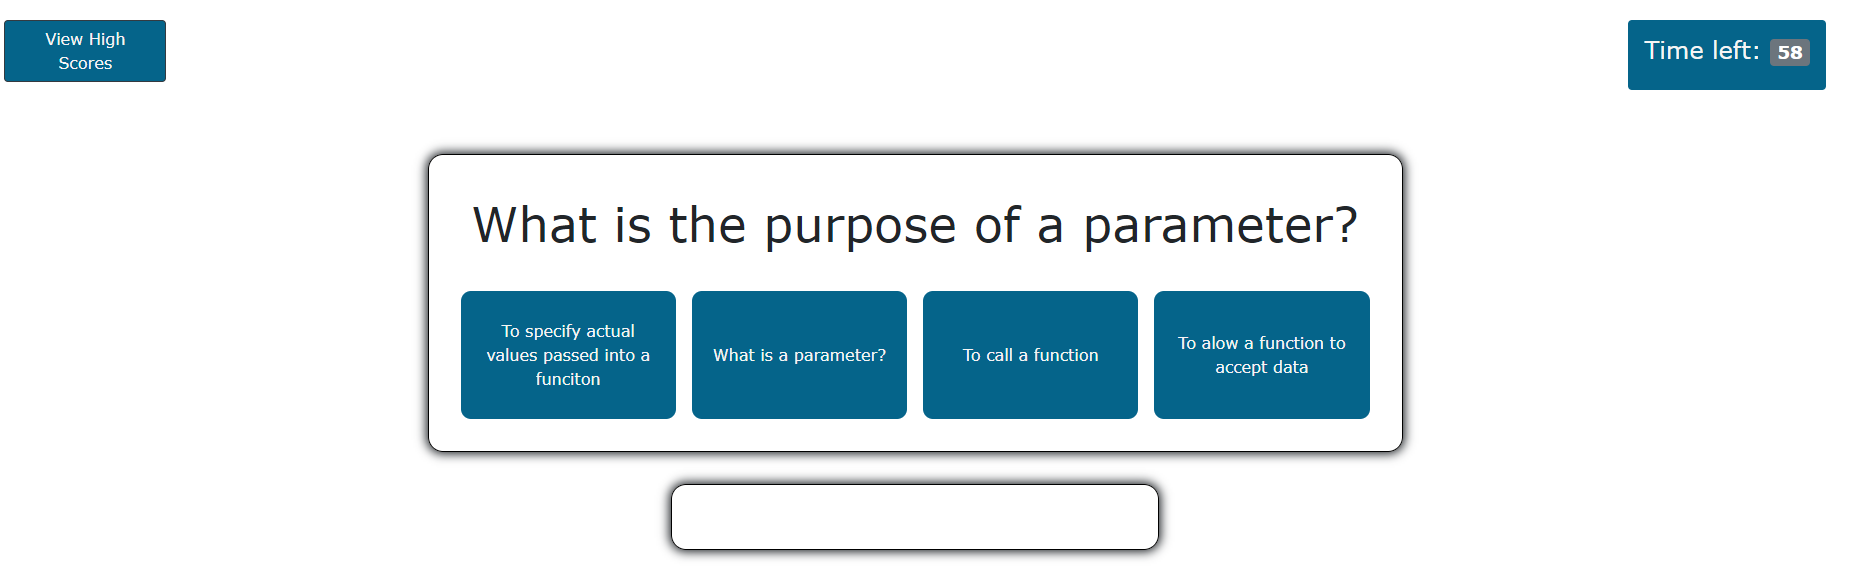 View High
Scores
Time left: 58
What is the purpose of a parameter?
To specify actual
values passed into a
funciton
What is a parameter?
To call a function
To alow a function to
accept data